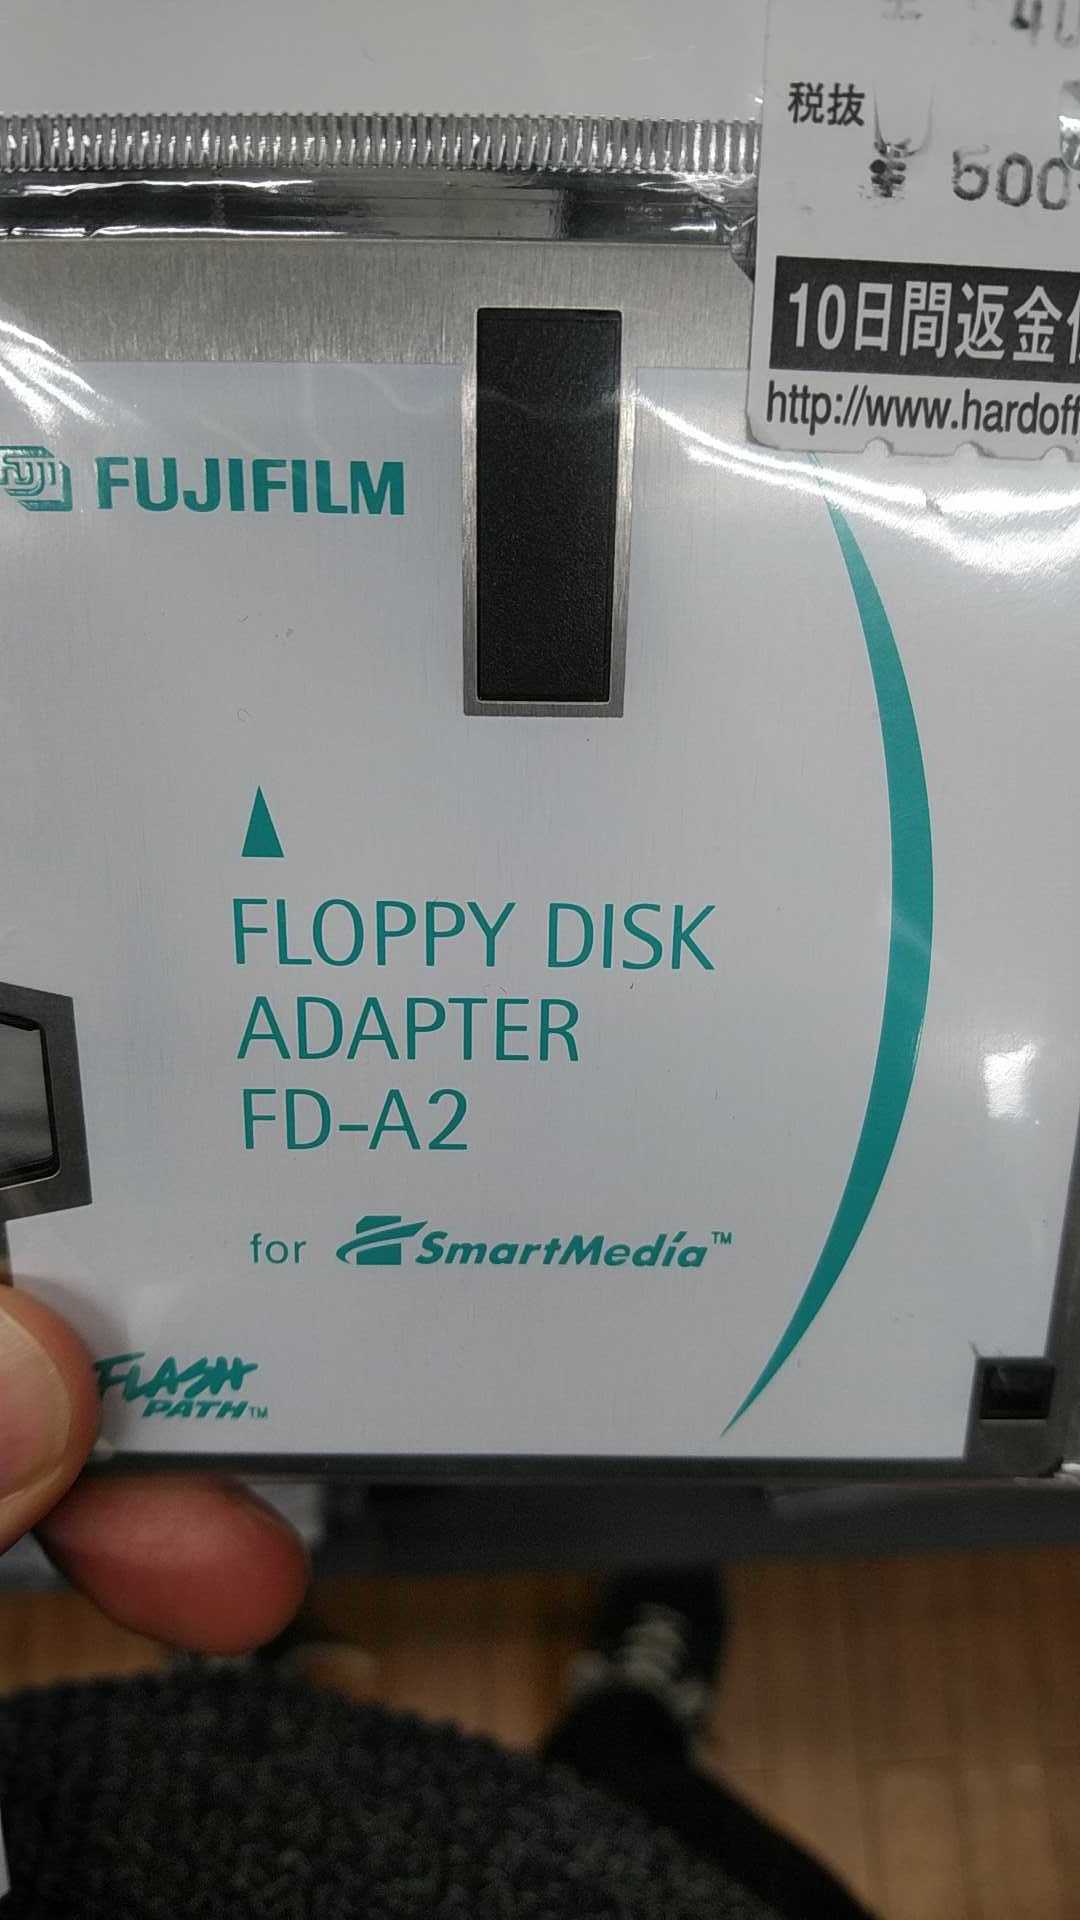 税抜
¥ 500
10日間返金
http://www.hardoff
FUJIFILM
FLOPPY DISK
ADAPTER
FD-A2
for SmartMedia™
FLASH
PATH™